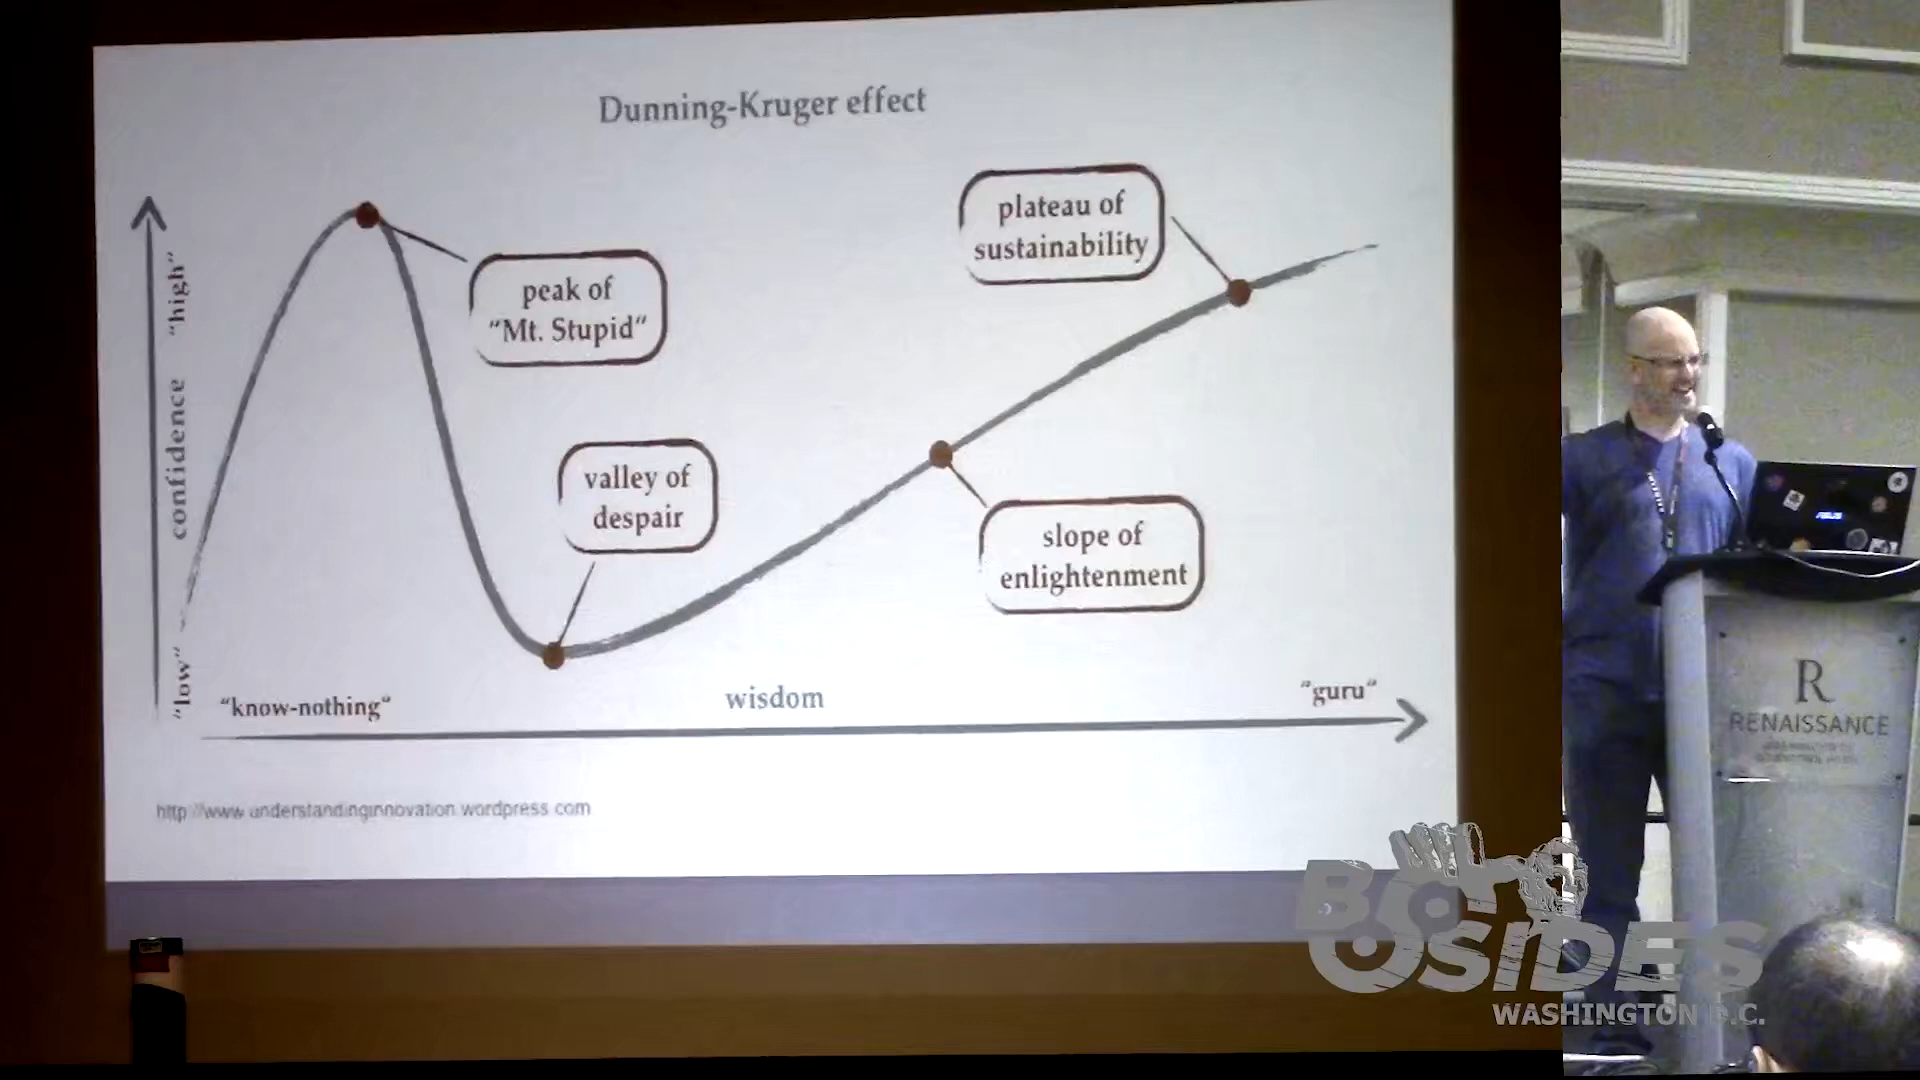 Dunning-Kruger effect
"high"
confidence
"low"
peak of
"Mt. Stupid"
valley of
despair
plateau of
sustainability
slope of
enlightenment
"know-nothing"
wisdom
"guru"
http://www.understandinginnovation.wordpress.com
ASUS
R
RENAISSANCE
BSIDES
WASHINGTON D.C.